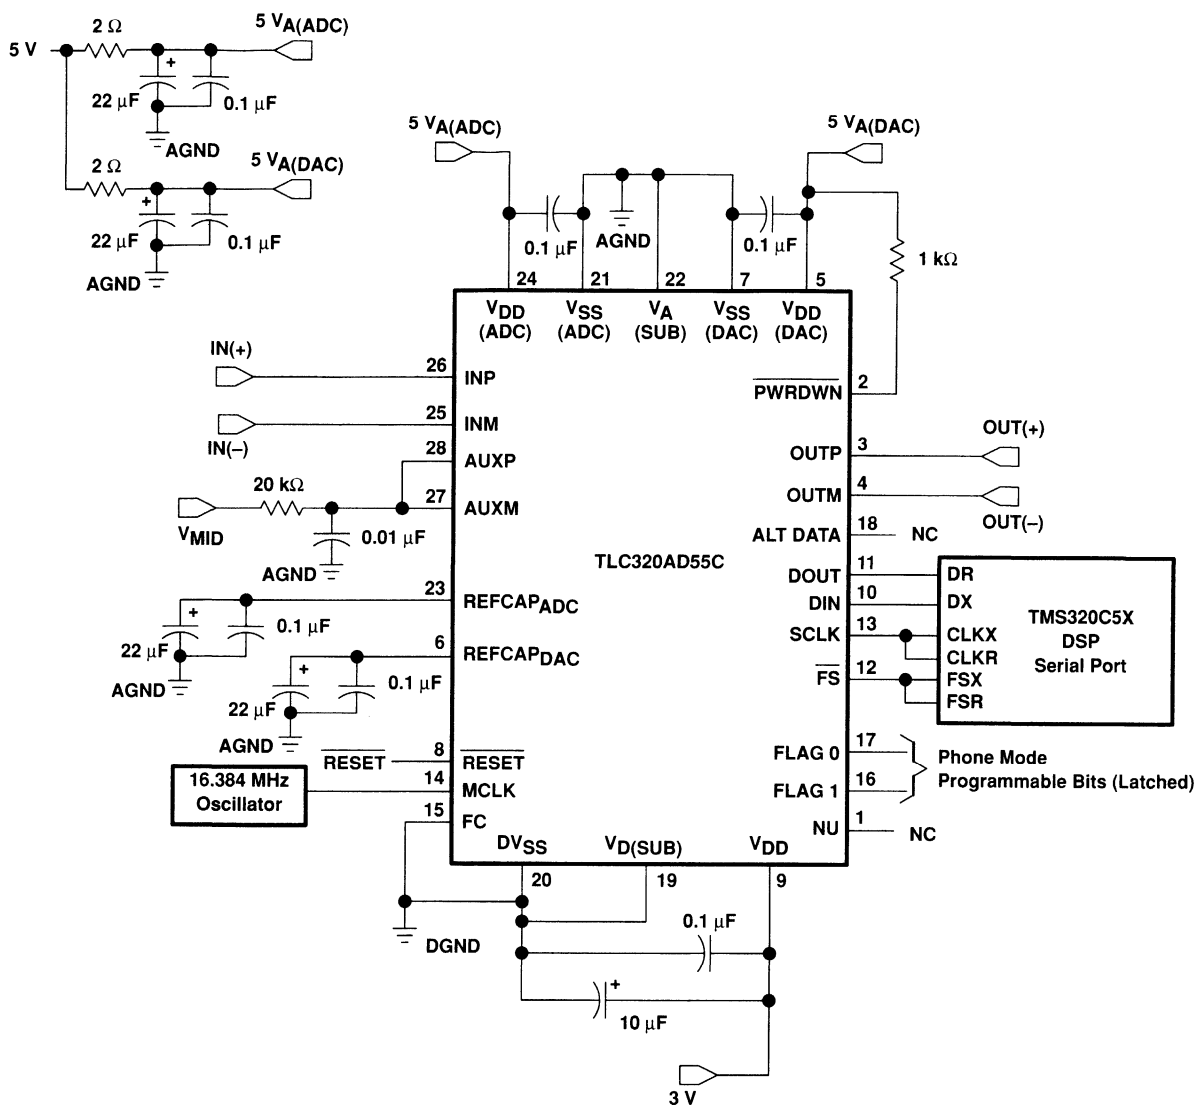 2 Ω
5 VA(ADC)
5 V
+
22 µF
0.1 µF
AGND
2 Ω
5 VA(DAC)
+
22 µF
0.1 µF
AGND
5 VA(ADC)
5 VA(DAC)
0.1 µF
AGND
0.1 µF
1 kΩ
24
21
22
7
5
VDD
(ADC)
VSS
(ADC)
VA
(SUB)
VSS
(DAC)
VDD
(DAC)
IN(+)
26
INP
IN(–)
25
INM
28
AUXP
20 kΩ
27
AUXM
VMID
0.01 µF
AGND
23
REFCAPADC
+
22 µF
0.1 µF
AGND
6
REFCAPDAC
+
22 µF
0.1 µF
AGND
RESET
8
RESET
16.384 MHz
Oscillator
14
MCLK
15
FC
TLC320AD55C
PWRDWN
2
OUTP
3
OUT(+)
OUTM
4
OUT(–)
ALT DATA
18
NC
DOUT
11
DR
DIN
10
DX
SCLK
13
CLKX
CLKR
FS
12
FSX
FSR
TMS320C5X
DSP
Serial Port
FLAG 0
17
FLAG 1
16
Phone Mode
Programmable Bits (Latched)
NU
1
NC
DVSS
VD(SUB)
VDD
20
19
9
DGND
0.1 µF
+
10 µF
3 V